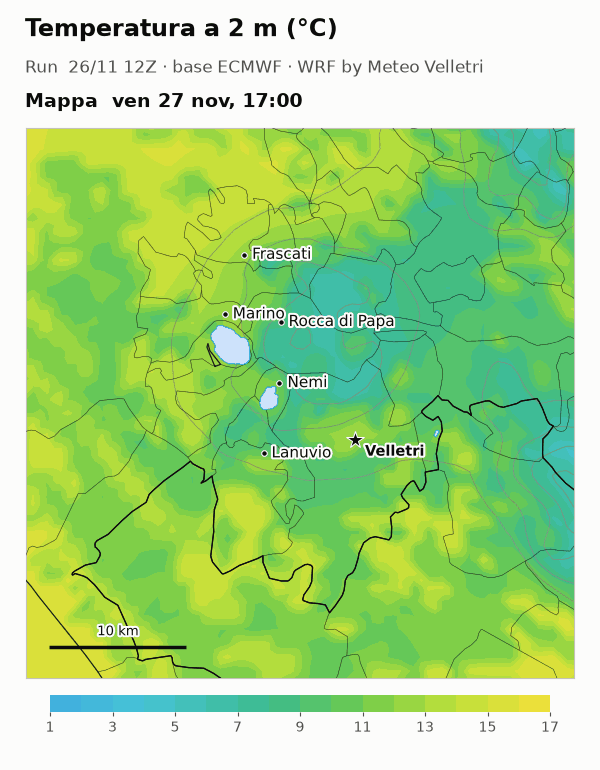 Temperatura a 2 m (°C)
Run  26/11 12Z · base ECMWF · WRF by Meteo Velletri
Mappa  ven 27 nov, 17:00
Frascati
Marino
Rocca di Papa
Nemi
Velletri
Lanuvio
10 km
1 3 5 7 9 11 13 15 17